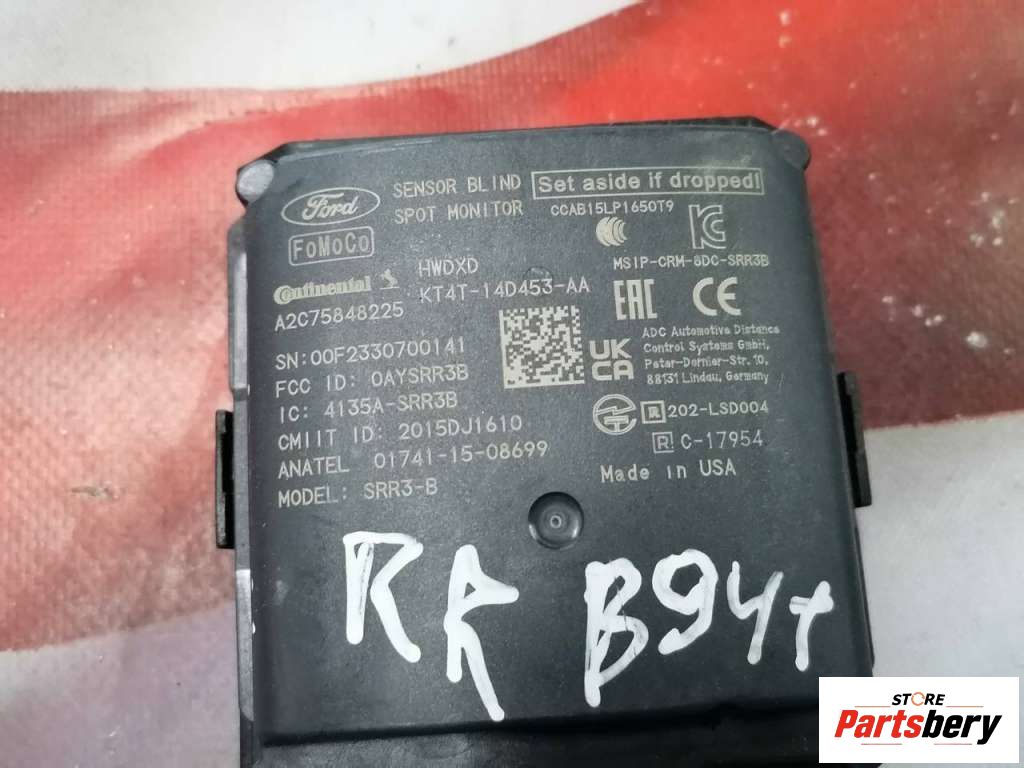 Ford
SENSOR BLIND
SPOT MONITOR
Set aside if dropped!
CCAB15LP1650T9
FoMoCo
HWDXD
MSIP-CRM-8DC-SRR3B
Continental
KT4T-14D453-AA
A2C75848225
EAC CE
SN:00F2330700141
FCC ID: OAYSRR3B
IC: 4135A-SRR3B
CMIIT ID: 2015DJ1610
ANATEL 01741-15-08699
MODEL: SRR3-B
UK
CA
ADC Automotive Distance
Control Systems GmbH,
Peter-Dornier-Str. 10,
88131 Lindau, Germany
R 202-LSD004
R C-17954
Made in USA
RR B94+
STORE
Partsbery